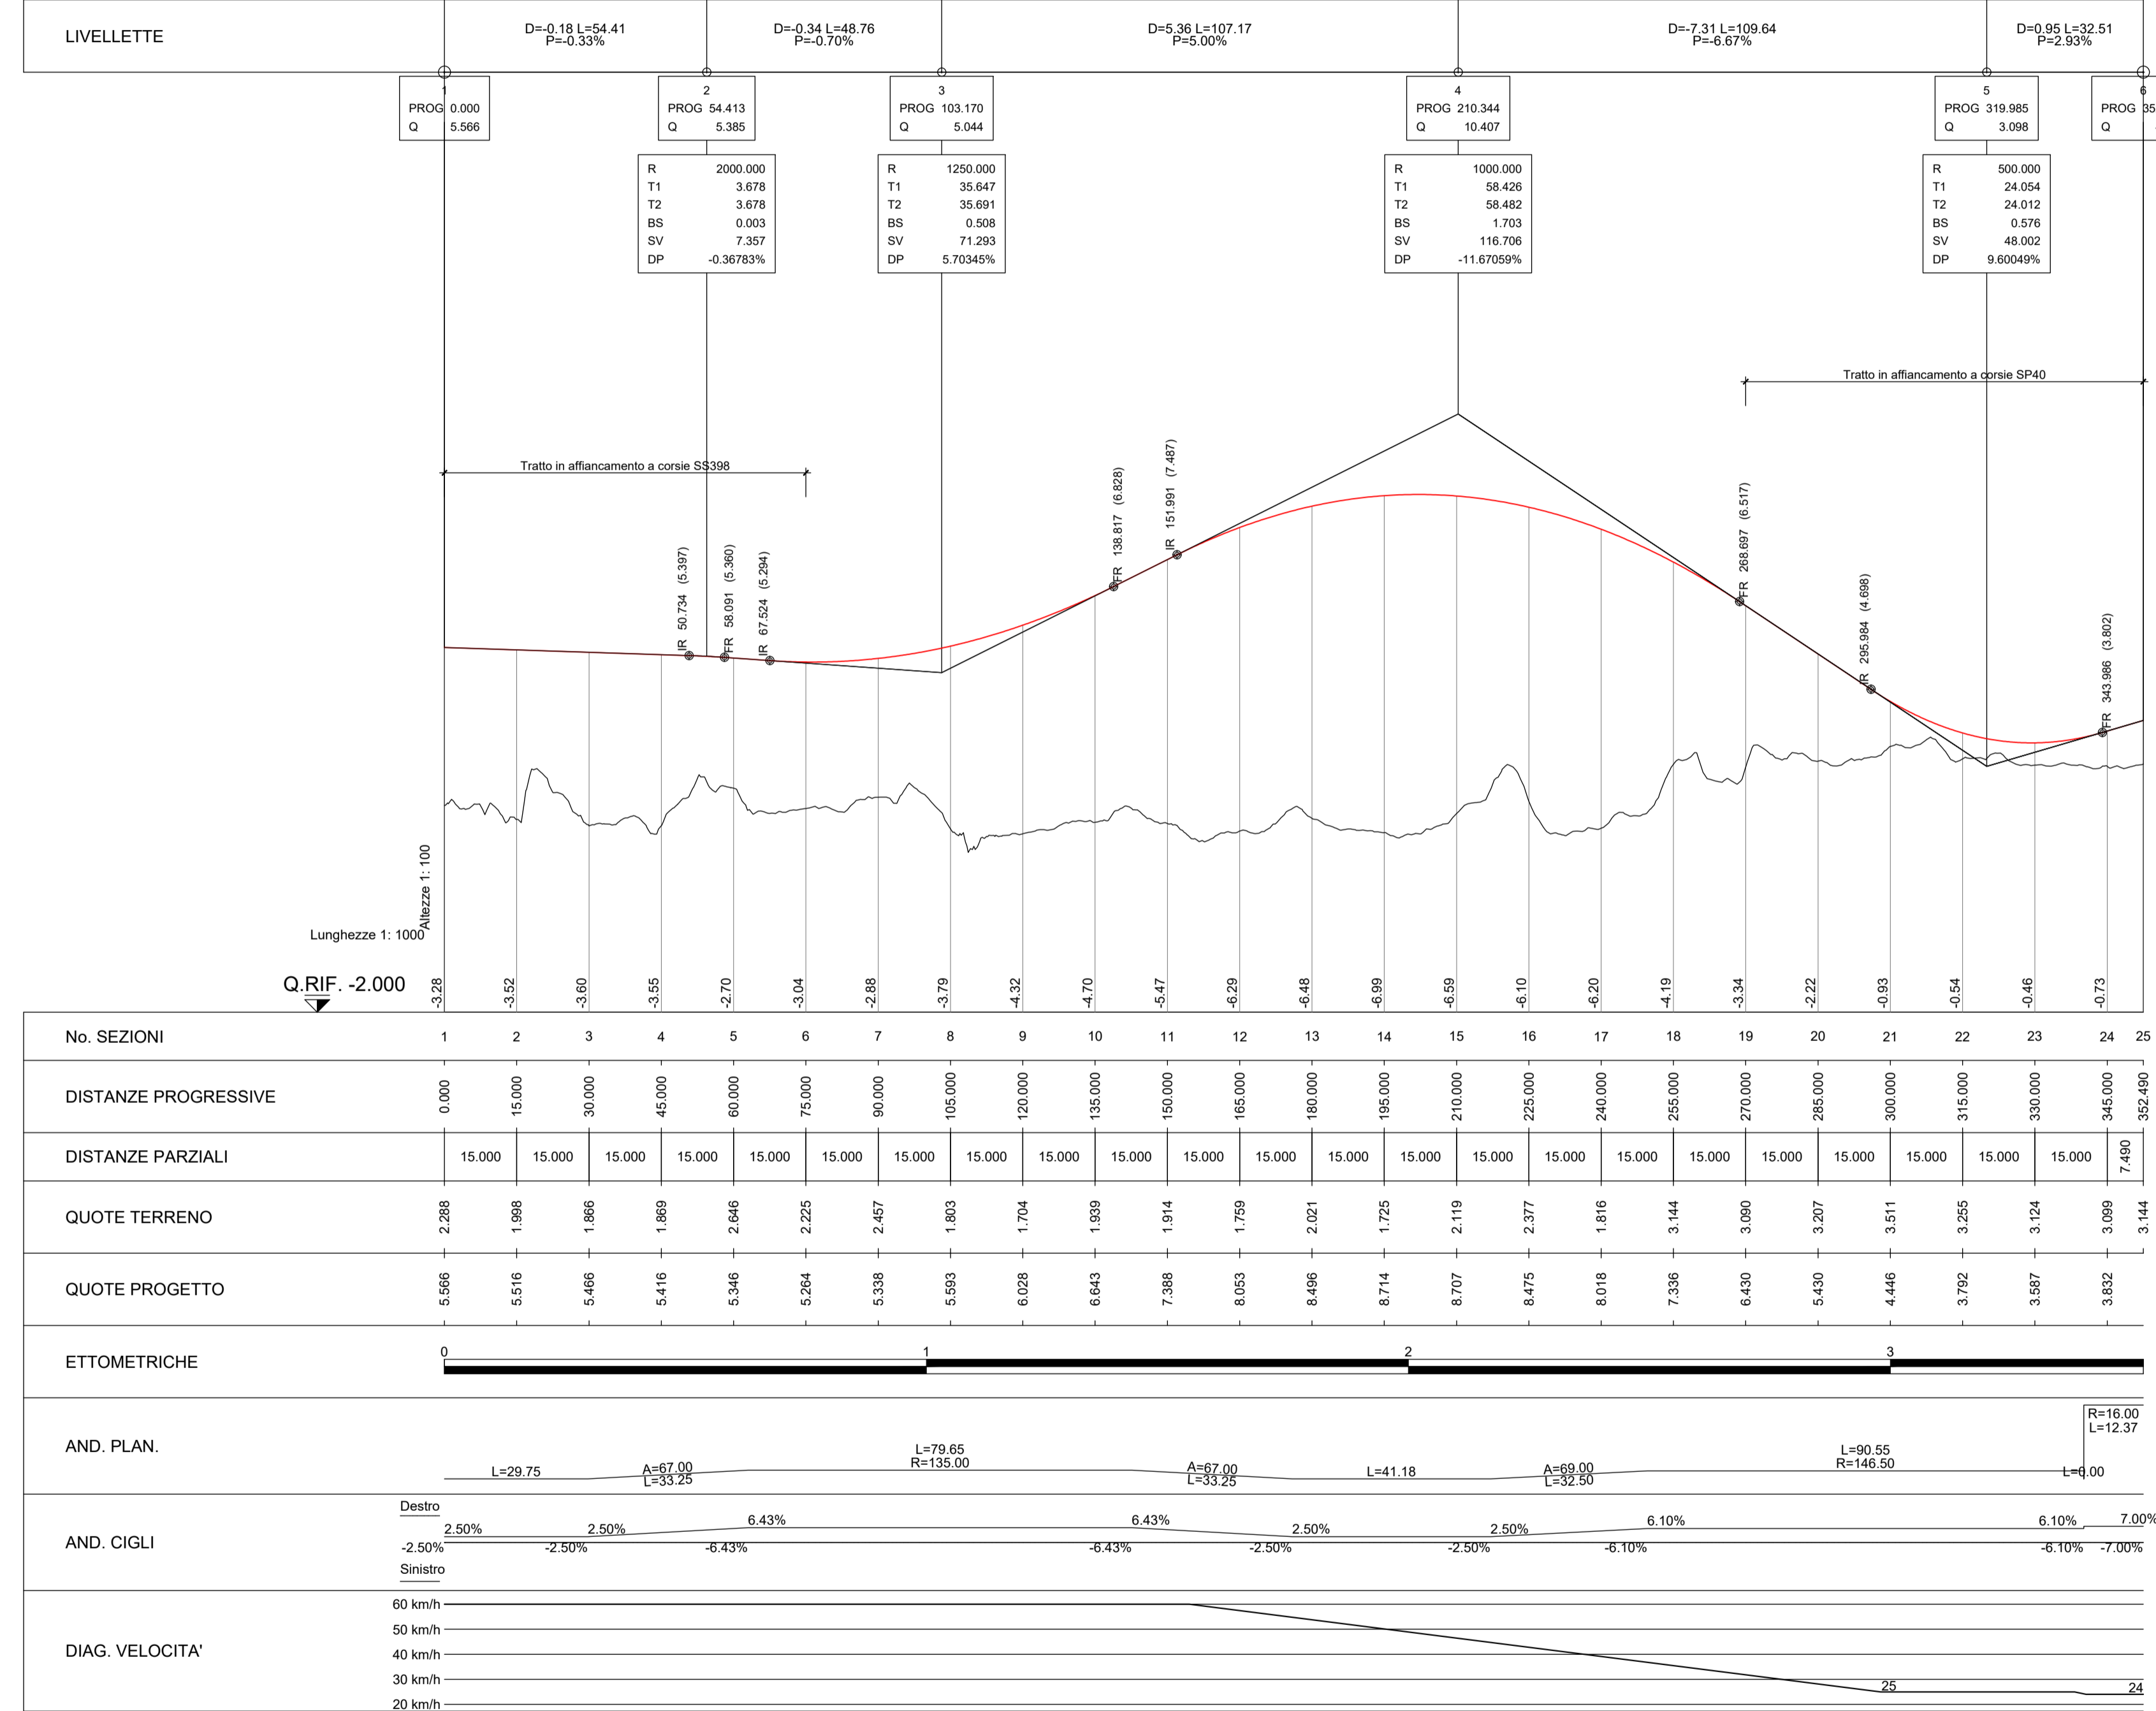 LIVELLETTE
D=-0.18 L=54.41
P=-0.33%
D=-0.34 L=48.76
P=-0.70%
D=5.36 L=107.17
P=5.00%
D=-7.31 L=109.64
P=-6.67%
D=0.95 L=32.51
P=2.93%
1
PROG 0.000
Q 5.566
2
PROG 54.413
Q 5.385
3
PROG 103.170
Q 5.044
4
PROG 210.344
Q 10.407
5
PROG 319.985
Q 3.098
6
PROG 35
Q
R 2000.000
T1 3.678
T2 3.678
BS 0.003
SV 7.357
DP -0.36783%
R 1250.000
T1 35.647
T2 35.691
BS 0.508
SV 71.293
DP 5.70345%
R 1000.000
T1 58.426
T2 58.482
BS 1.703
SV 116.706
DP -11.67059%
R 500.000
T1 24.054
T2 24.012
BS 0.576
SV 48.002
DP 9.60049%
Tratto in affiancamento a corsie SP40
Tratto in affiancamento a corsie SS398
IR 50.734 (5.397)
FR 58.091 (5.360)
IR 67.524 (5.294)
FR 138.817 (6.828)
IR 151.991 (7.487)
FR 268.697 (6.517)
IR 295.984 (4.698)
FR 343.986 (3.802)
Altezze 1: 100
Lunghezze 1: 1000
Q.RIF. -2.000
-3.28 -3.52 -3.60 -3.55 -2.70 -3.04 -2.88 -3.79 -4.32 -4.70 -5.47 -6.29 -6.48 -6.99 -6.59 -6.10 -6.20 -4.19 -3.34 -2.22 -0.93 -0.54 -0.46 -0.73
No. SEZIONI 1 2 3 4 5 6 7 8 9 10 11 12 13 14 15 16 17 18 19 20 21 22 23 24 25
DISTANZE PROGRESSIVE 0.000 15.000 30.000 45.000 60.000 75.000 90.000 105.000 120.000 135.000 150.000 165.000 180.000 195.000 210.000 225.000 240.000 255.000 270.000 285.000 300.000 315.000 330.000 345.000 352.490
DISTANZE PARZIALI 15.000 15.000 15.000 15.000 15.000 15.000 15.000 15.000 15.000 15.000 15.000 15.000 15.000 15.000 15.000 15.000 15.000 15.000 15.000 15.000 15.000 15.000 15.000 7.490
QUOTE TERRENO 2.288 1.998 1.866 1.869 2.646 2.225 2.457 1.803 1.704 1.939 1.914 1.759 2.021 1.725 2.119 2.377 1.816 3.144 3.090 3.207 3.511 3.255 3.124 3.099 3.144
QUOTE PROGETTO 5.566 5.516 5.466 5.416 5.346 5.264 5.338 5.593 6.028 6.643 7.388 8.053 8.496 8.714 8.707 8.475 8.018 7.336 6.430 5.430 4.446 3.792 3.587 3.832
ETTOMETRICHE 0 1 2 3
AND. PLAN.
L=29.75
A=67.00
L=33.25
L=79.65
R=135.00
A=67.00
L=33.25
L=41.18
A=69.00
L=32.50
L=90.55
R=146.50
L=0.00
R=16.00
L=12.37
AND. CIGLI
Destro
2.50% 2.50% 6.43% 6.43% 2.50% 2.50% 6.10% 6.10% 7.00%
-2.50% -2.50% -6.43% -6.43% -2.50% -2.50% -6.10% -6.10% -7.00%
Sinistro
DIAG. VELOCITA'
60 km/h
50 km/h
40 km/h
30 km/h
20 km/h
25
24